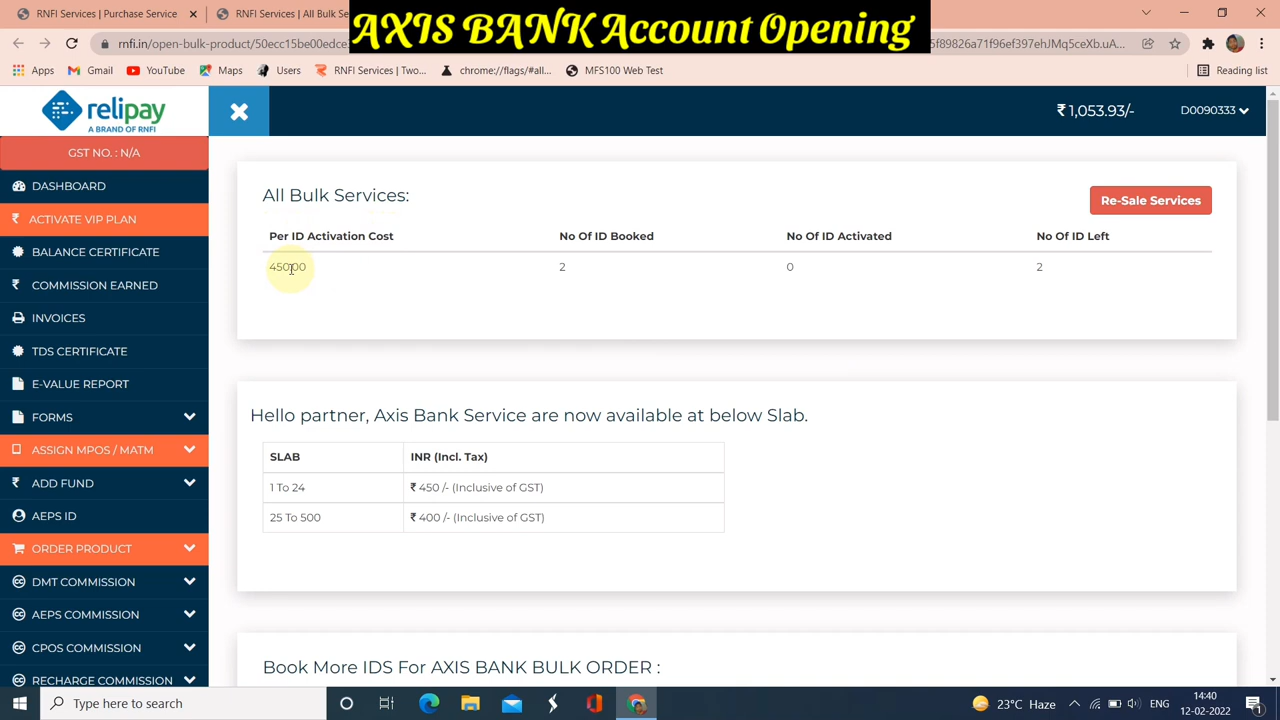 RNFI Services
RNFI Services
AXIS BANK Account Opening
online.rnfi.in/open-bulk-product/50c15be00edce
5f89826a71f96ef397ehJMq5ceXb.uA...
Apps
Gmail
YouTube
Maps
Users
RNFI Services | Two...
chrome://flags/#all...
MFS100 Web Test
Reading list
relipay
A BRAND OF RNFI
₹ 1,053.93/-
D0090333
GST NO. : N/A
DASHBOARD
ACTIVATE VIP PLAN
BALANCE CERTIFICATE
COMMISSION EARNED
INVOICES
TDS CERTIFICATE
E-VALUE REPORT
FORMS
ASSIGN MPOS / MATM
ADD FUND
AEPS ID
ORDER PRODUCT
DMT COMMISSION
AEPS COMMISSION
CPOS COMMISSION
RECHARGE COMMISSION
All Bulk Services:
Re-Sale Services
Per ID Activation Cost No Of ID Booked No Of ID Activated No Of ID Left
450.00 2 0 2
Hello partner, Axis Bank Service are now available at below Slab.
SLAB INR (Incl. Tax)
1 To 24 ₹ 450 /- (Inclusive of GST)
25 To 500 ₹ 400 /- (Inclusive of GST)
Book More IDS For AXIS BANK BULK ORDER :
Type here to search
23°C Haze
ENG
14:40
12-02-2022
1